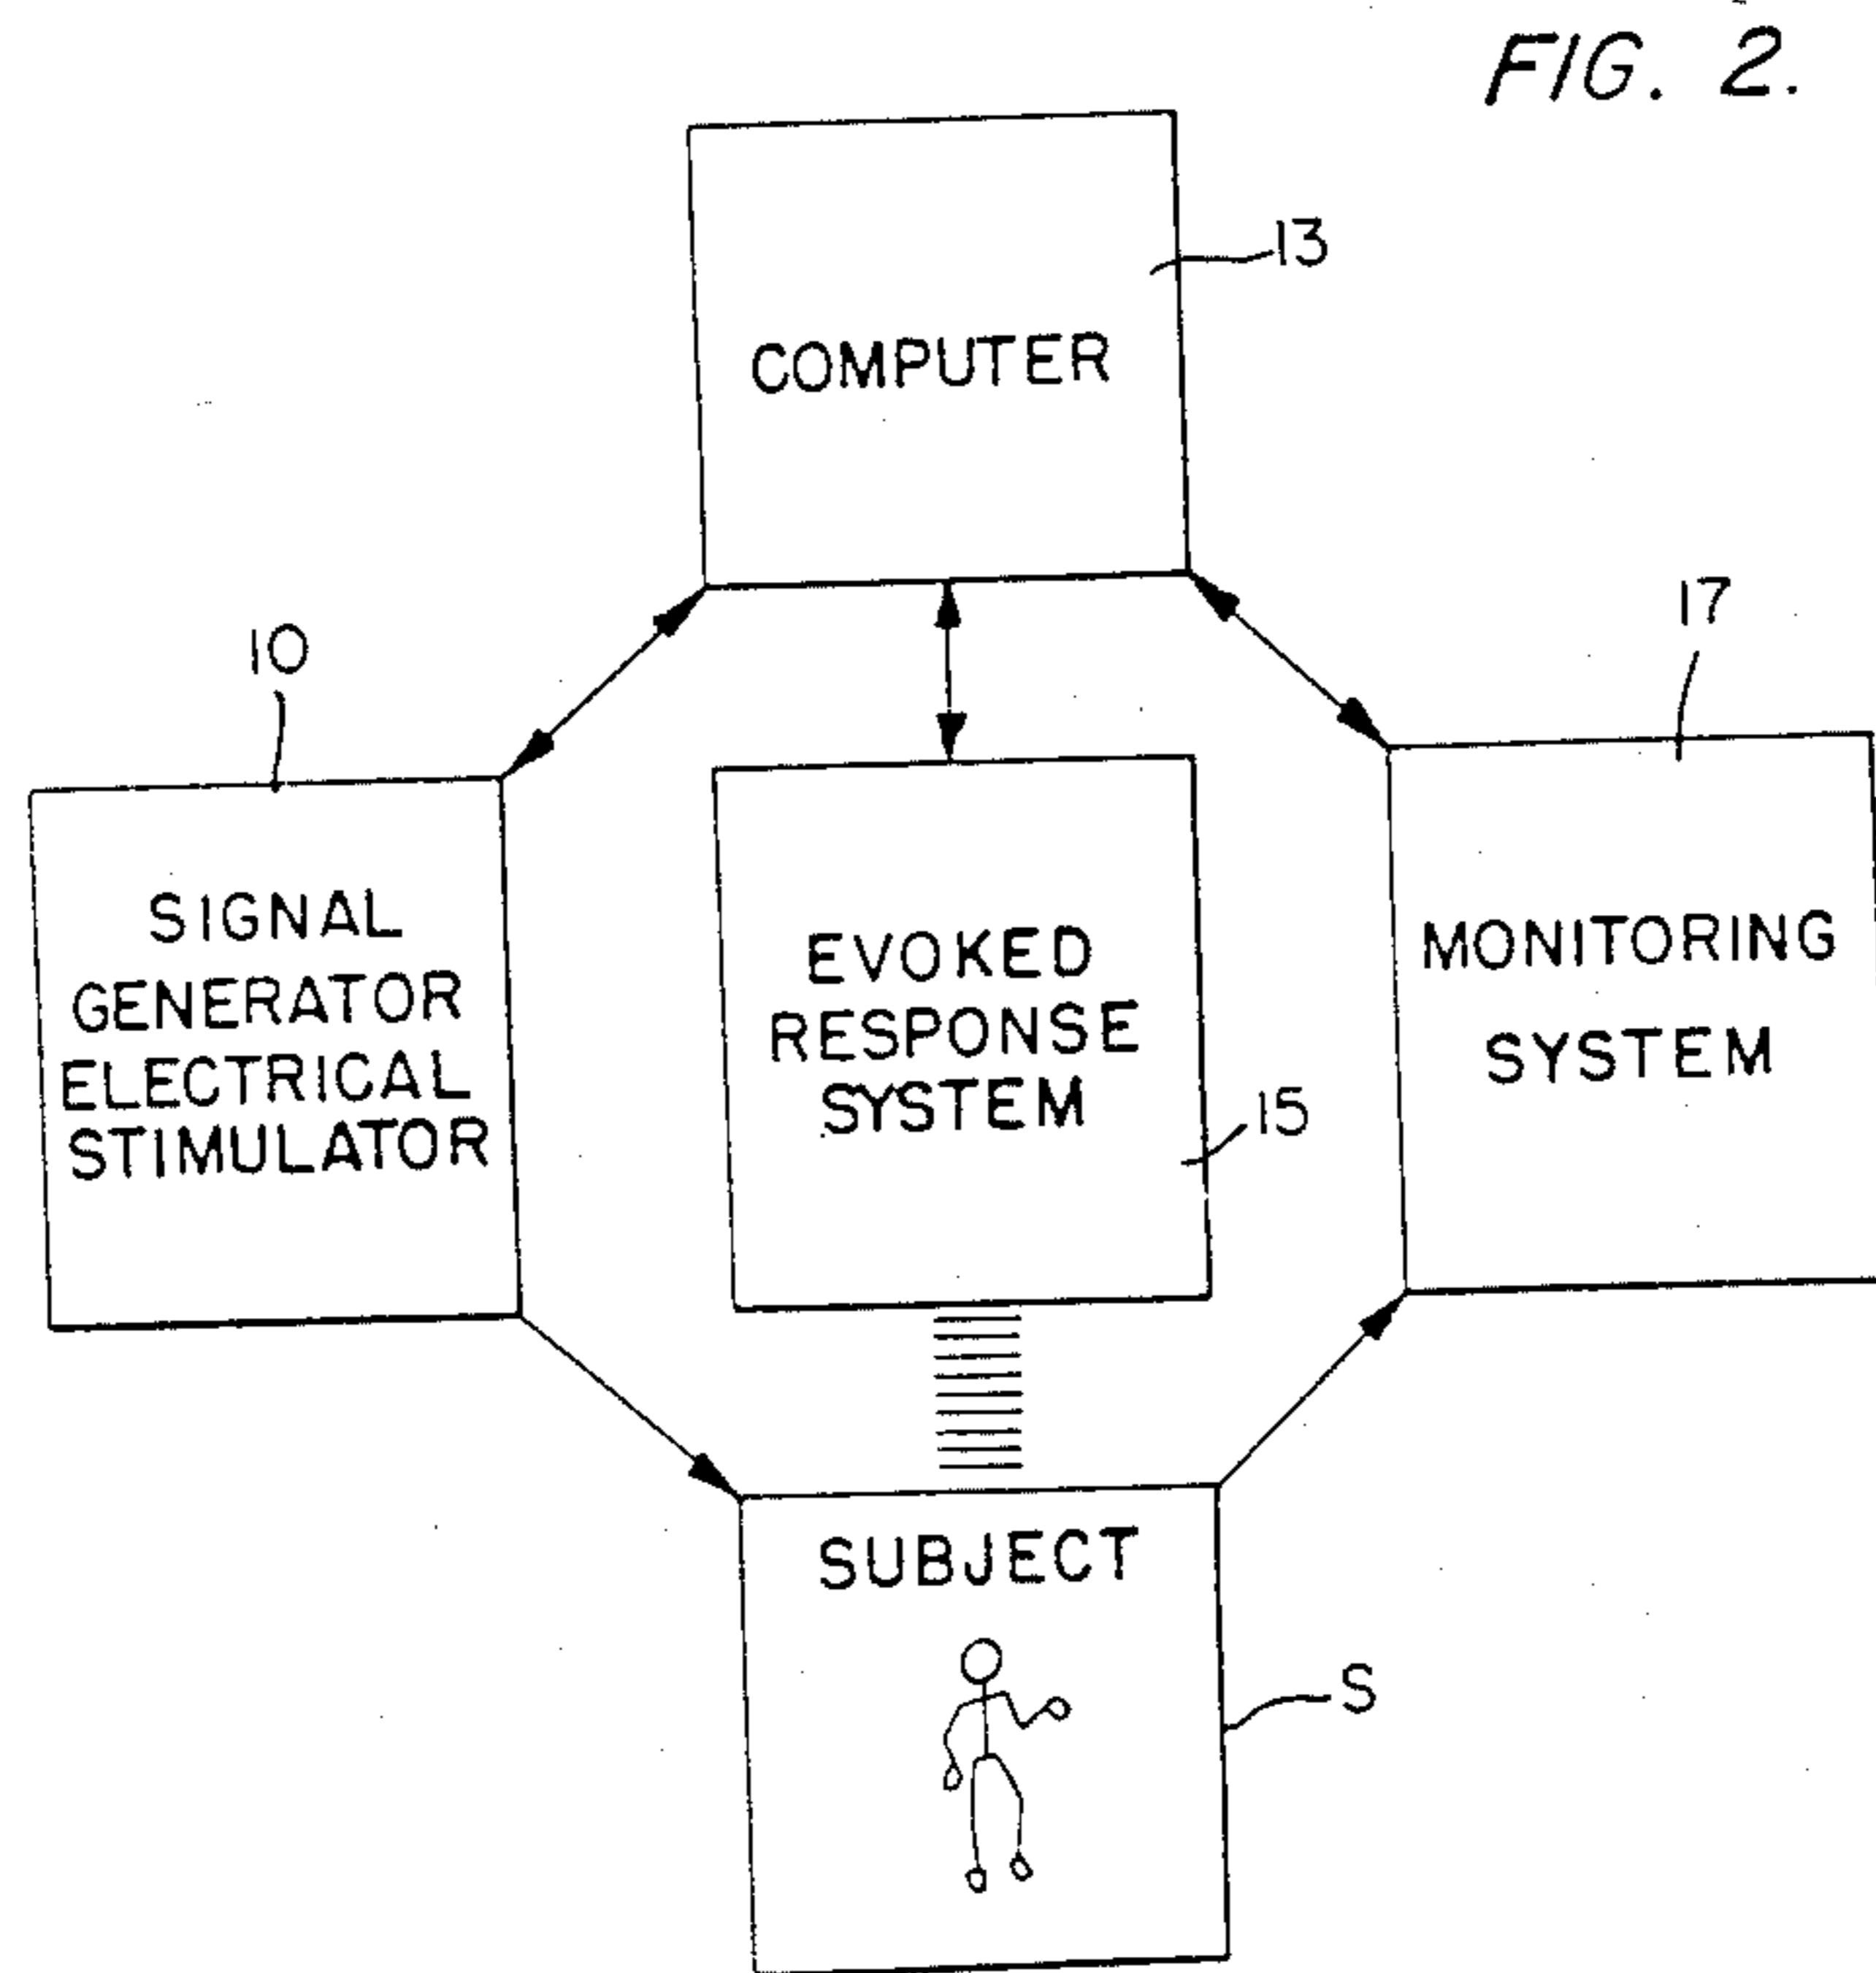 FIG. 2.
13
COMPUTER
10
17
SIGNAL
GENERATOR
ELECTRICAL
STIMULATOR
EVOKED
RESPONSE
SYSTEM
15
MONITORING
SYSTEM
SUBJECT
S